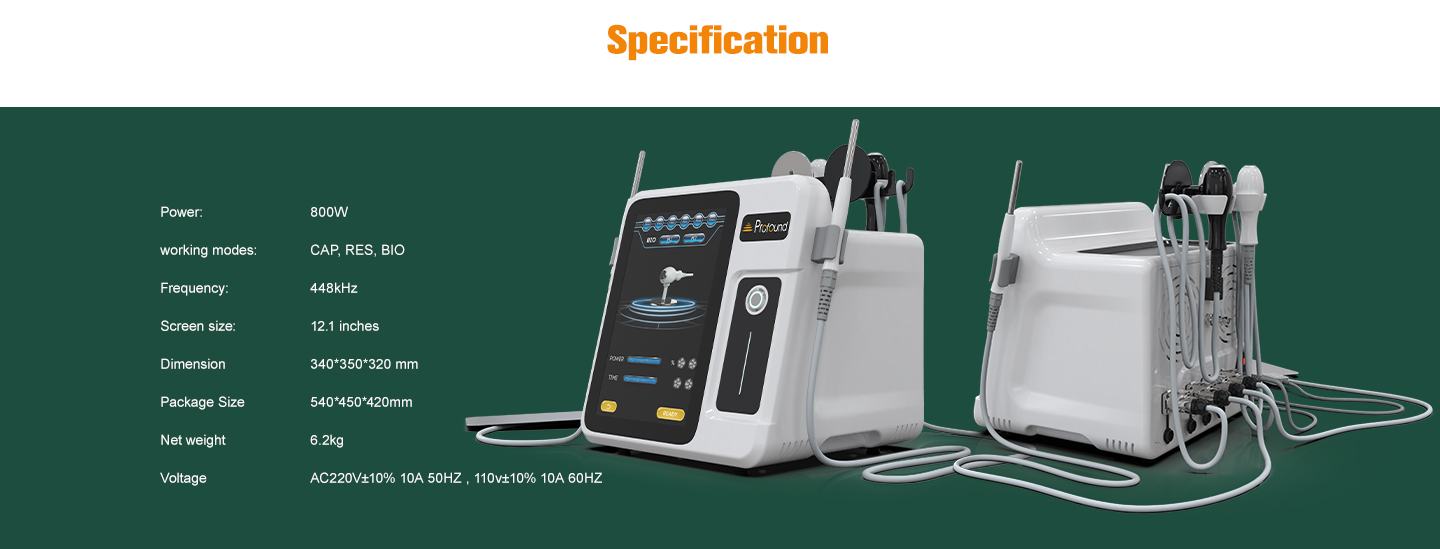 Specification
Power: 800W
working modes: CAP, RES, BIO
Frequency: 448kHz
Screen size: 12.1 inches
Dimension 340*350*320 mm
Package Size 540*450*420mm
Net weight 6.2kg
Voltage AC220V±10% 10A 50HZ , 110v±10% 10A 60HZ
Profound
BIO
POWER %
TIME
READY